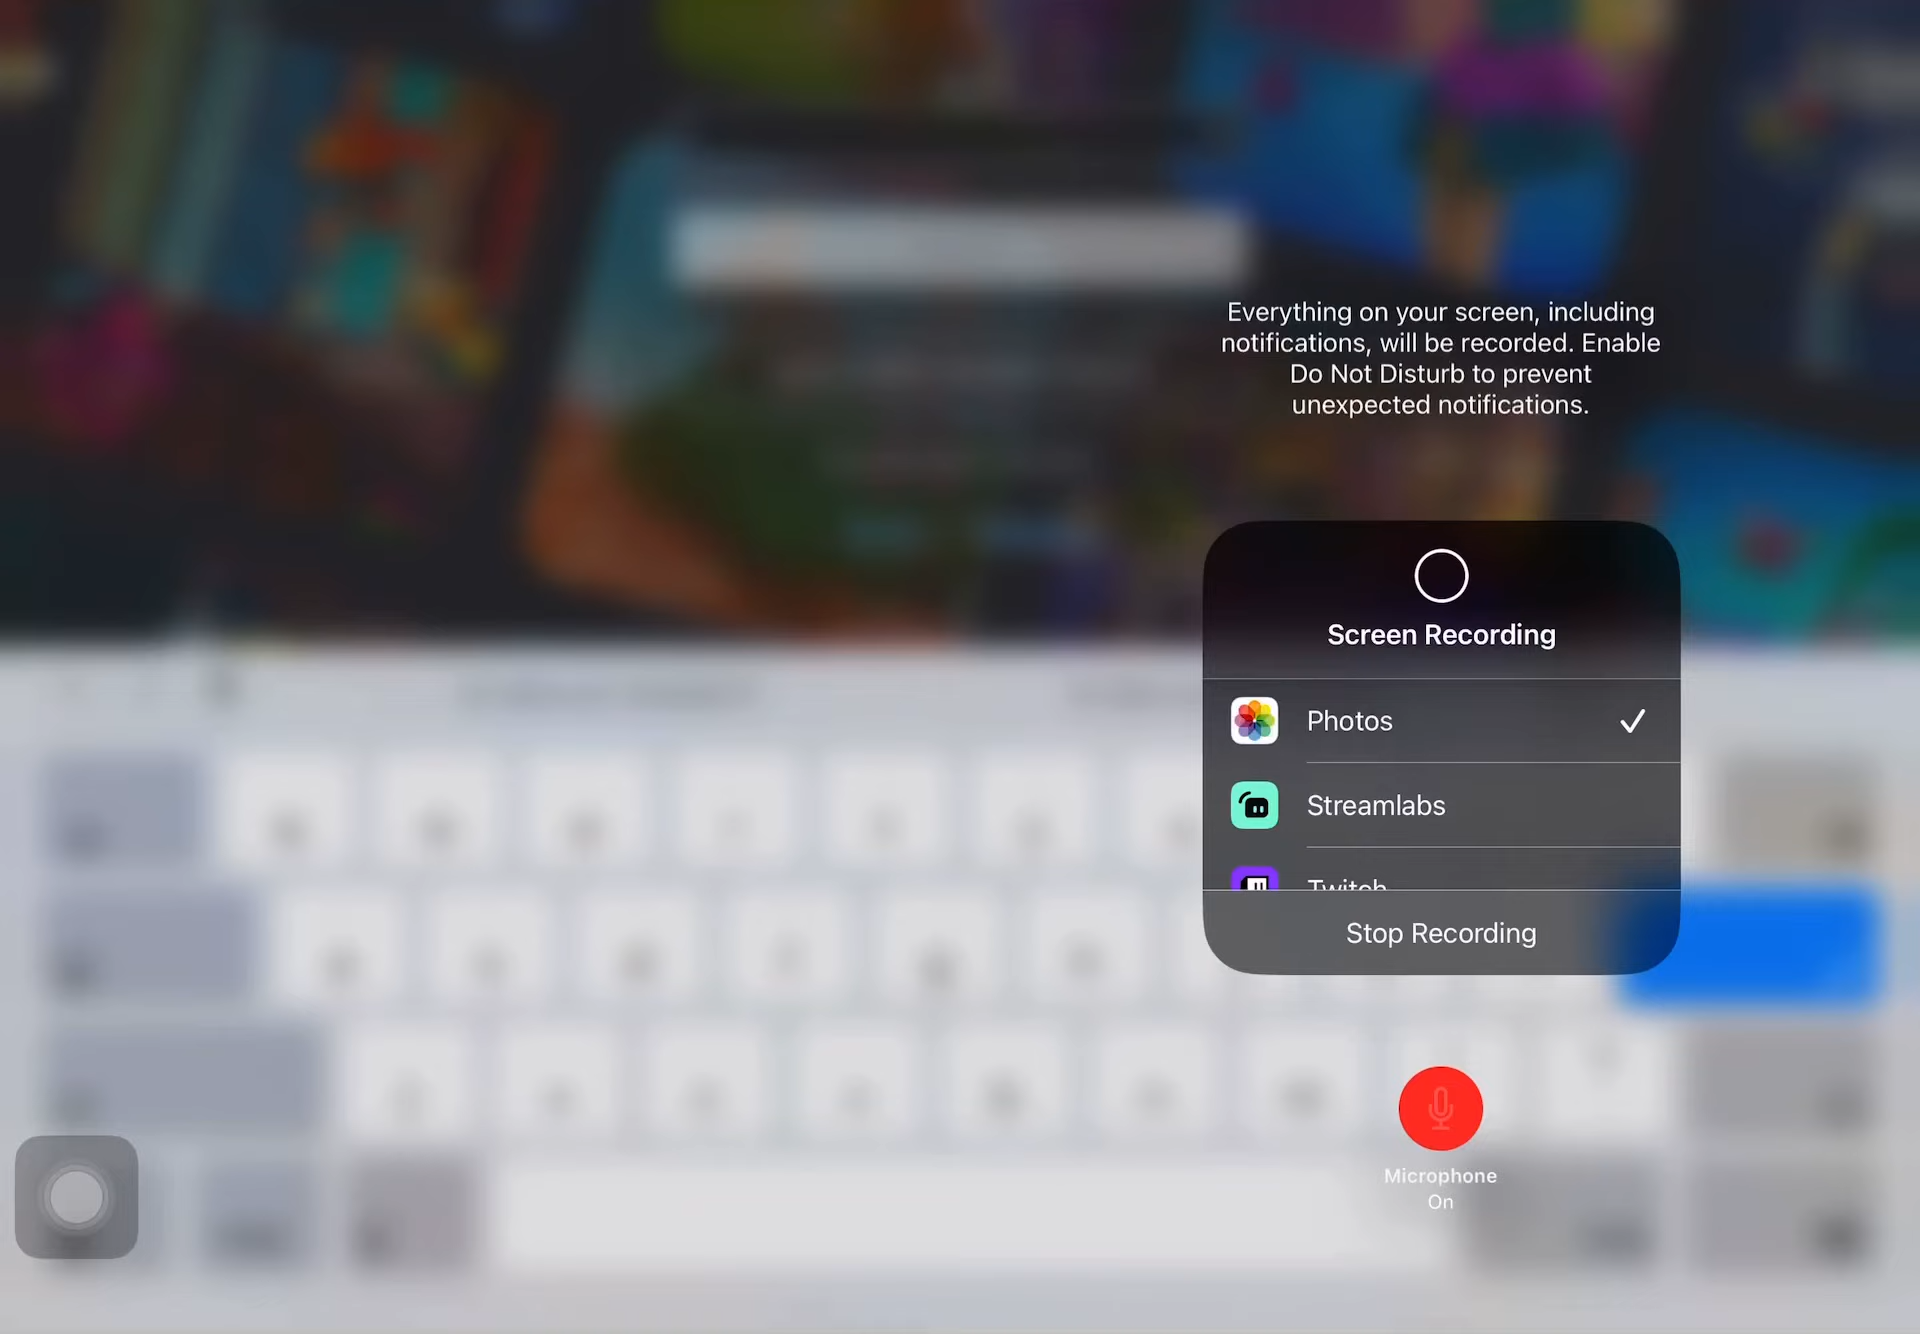 Everything on your screen, including
notifications, will be recorded. Enable
Do Not Disturb to prevent
unexpected notifications.
Screen Recording
Photos
Streamlabs
Twitch
Stop Recording
Microphone
On